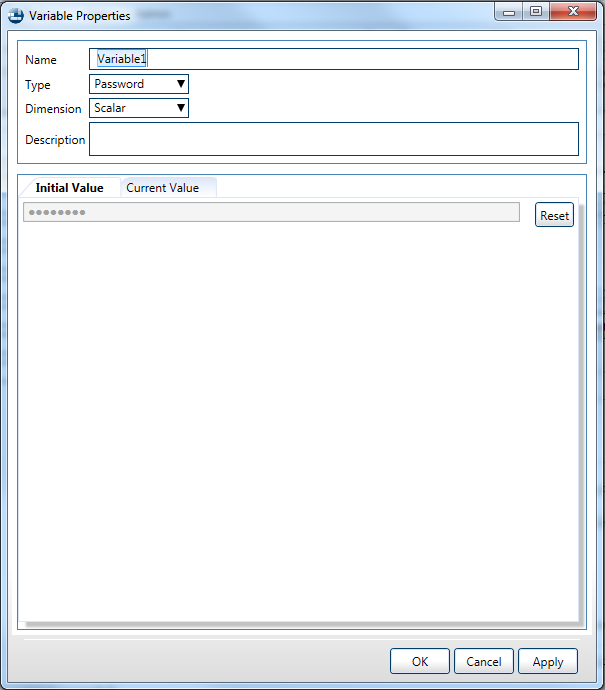 Variable Properties
Name Variable1
Type Password
Dimension Scalar
Description
Initial Value Current Value
●●●●●●●● Reset
OK Cancel Apply